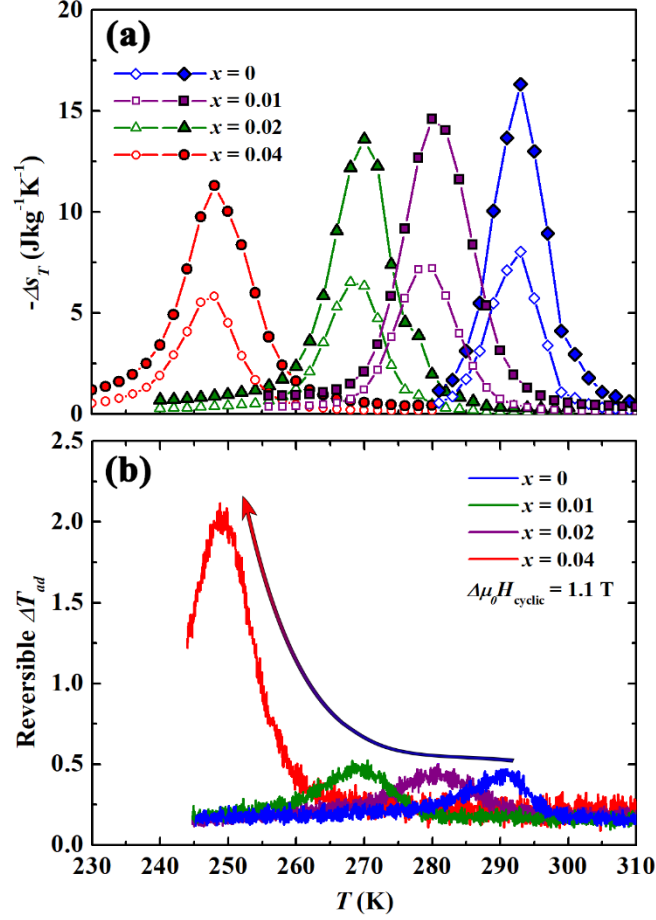 (a)
20
15
10
5
0
x = 0
x = 0.01
x = 0.02
x = 0.04
-Δs_T (Jkg⁻¹K⁻¹)
(b)
2.5
2.0
1.5
1.0
0.5
0.0
x = 0
x = 0.01
x = 0.02
x = 0.04
Δμ₀H_cyclic = 1.1 T
Reversible ΔT_ad
230 240 250 260 270 280 290 300 310
T (K)